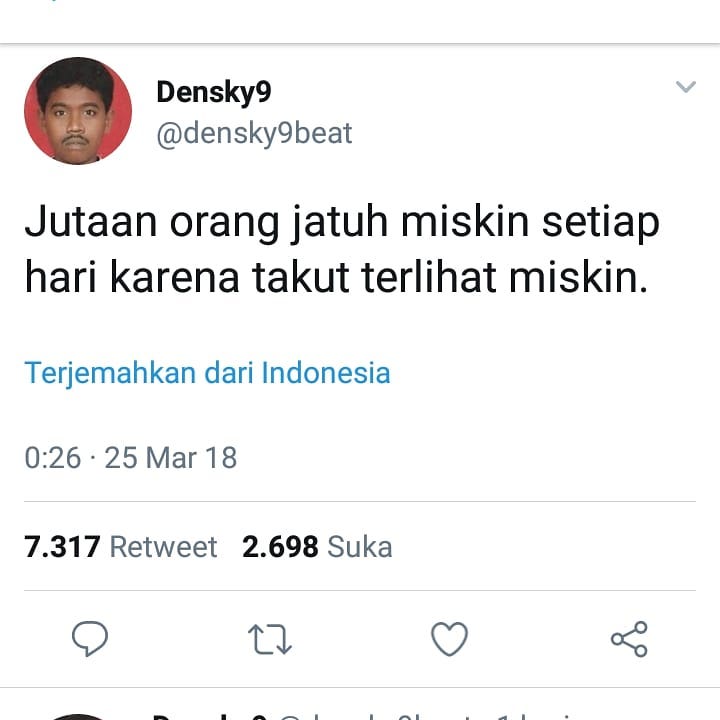 Densky9
@densky9beat
Jutaan orang jatuh miskin setiap
hari karena takut terlihat miskin.
Terjemahkan dari Indonesia
0:26 · 25 Mar 18
7.317 Retweet 2.698 Suka